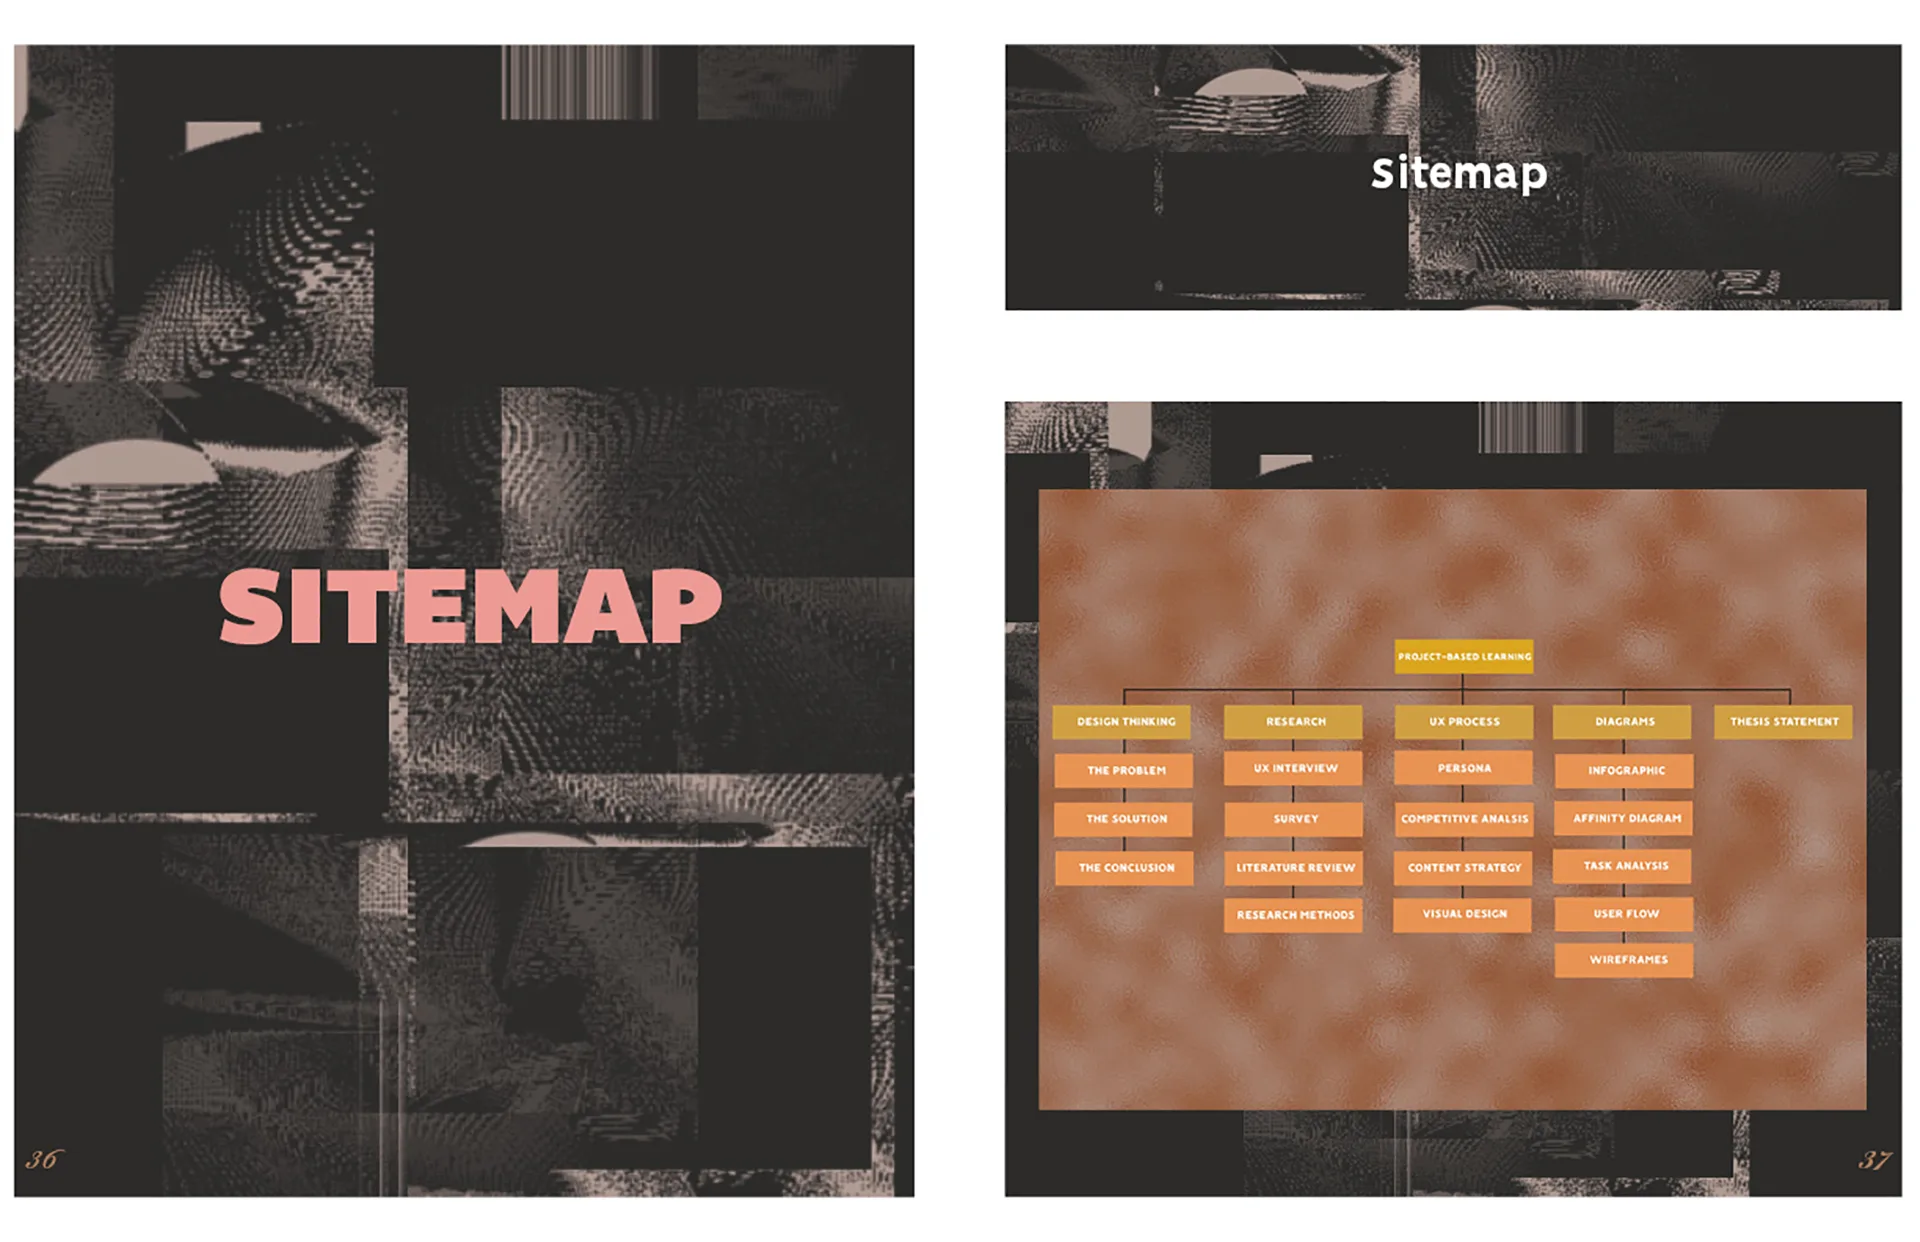 SITEMAP
36
Sitemap
PROJECT-BASED LEARNING
DESIGN THINKING
RESEARCH
UX PROCESS
DIAGRAMS
THESIS STATEMENT
THE PROBLEM
UX INTERVIEW
PERSONA
INFOGRAPHIC
THE SOLUTION
SURVEY
COMPETITIVE ANALSIS
AFFINITY DIAGRAM
THE CONCLUSION
LITERATURE REVIEW
CONTENT STRATEGY
TASK ANALYSIS
RESEARCH METHODS
VISUAL DESIGN
USER FLOW
WIREFRAMES
37